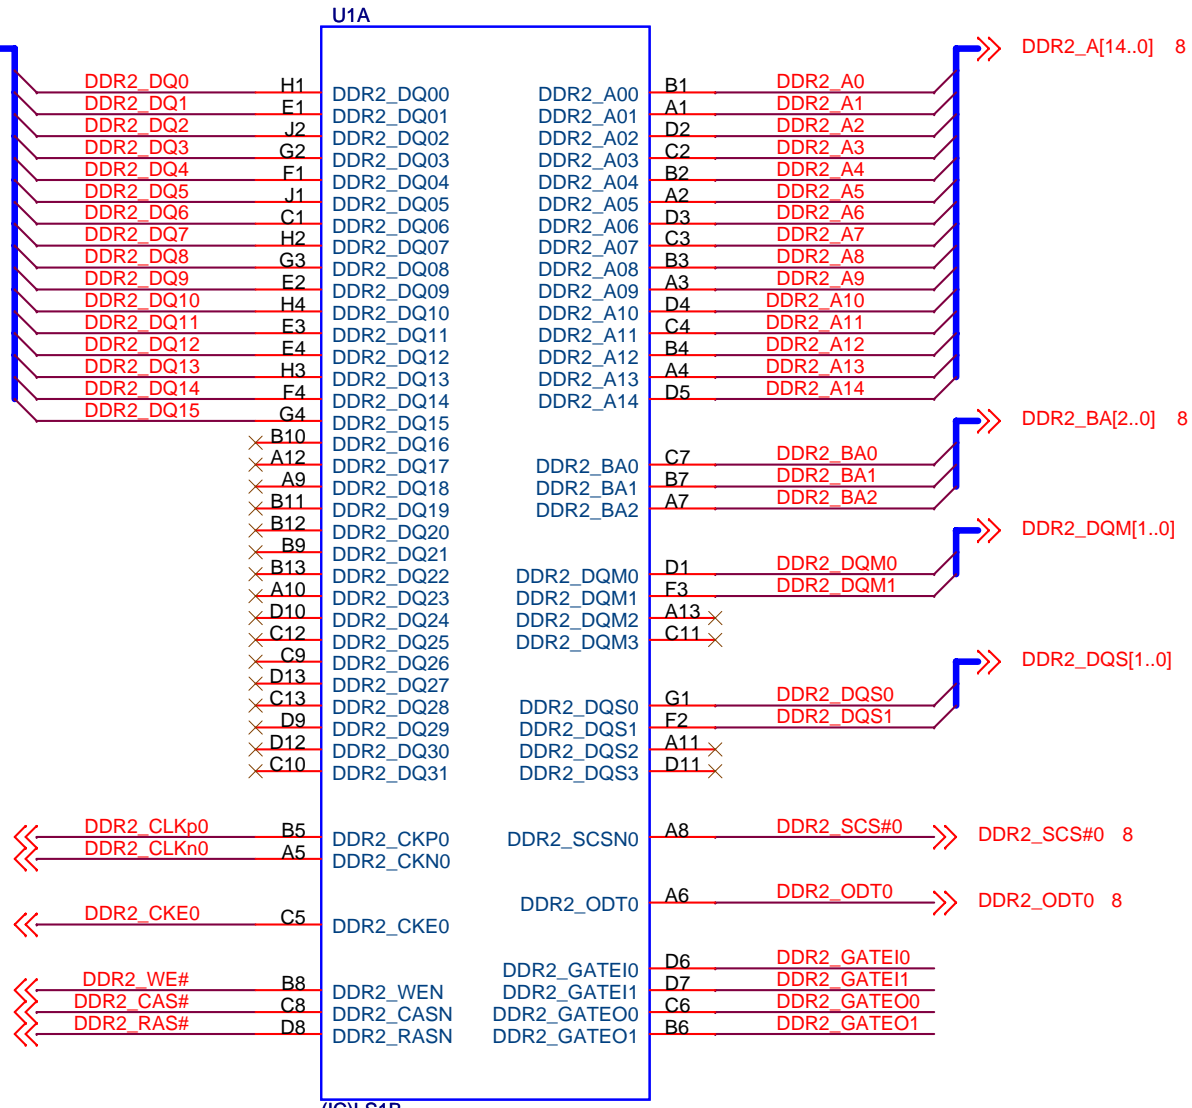 U1A
DDR2_A[14..0] 8
DDR2_DQ0 H1 DDR2_DQ00 DDR2_A00 B1 DDR2_A0
DDR2_DQ1 E1 DDR2_DQ01 DDR2_A01 A1 DDR2_A1
DDR2_DQ2 J2 DDR2_DQ02 DDR2_A02 D2 DDR2_A2
DDR2_DQ3 G2 DDR2_DQ03 DDR2_A03 C2 DDR2_A3
DDR2_DQ4 F1 DDR2_DQ04 DDR2_A04 B2 DDR2_A4
DDR2_DQ5 J1 DDR2_DQ05 DDR2_A05 A2 DDR2_A5
DDR2_DQ6 C1 DDR2_DQ06 DDR2_A06 D3 DDR2_A6
DDR2_DQ7 H2 DDR2_DQ07 DDR2_A07 C3 DDR2_A7
DDR2_DQ8 G3 DDR2_DQ08 DDR2_A08 B3 DDR2_A8
DDR2_DQ9 E2 DDR2_DQ09 DDR2_A09 A3 DDR2_A9
DDR2_DQ10 H4 DDR2_DQ10 DDR2_A10 D4 DDR2_A10
DDR2_DQ11 E3 DDR2_DQ11 DDR2_A11 C4 DDR2_A11
DDR2_DQ12 E4 DDR2_DQ12 DDR2_A12 B4 DDR2_A12
DDR2_DQ13 H3 DDR2_DQ13 DDR2_A13 A4 DDR2_A13
DDR2_DQ14 F4 DDR2_DQ14 DDR2_A14 D5 DDR2_A14
DDR2_DQ15 G4 DDR2_DQ15 DDR2_BA[2..0] 8
B10 DDR2_DQ16
A12 DDR2_DQ17 DDR2_BA0 C7 DDR2_BA0
A9 DDR2_DQ18 DDR2_BA1 B7 DDR2_BA1
B11 DDR2_DQ19 DDR2_BA2 A7 DDR2_BA2
B12 DDR2_DQ20 DDR2_DQM[1..0]
B9 DDR2_DQ21
B13 DDR2_DQ22 DDR2_DQM0 D1 DDR2_DQM0
A10 DDR2_DQ23 DDR2_DQM1 F3 DDR2_DQM1
D10 DDR2_DQ24 DDR2_DQM2 A13
C12 DDR2_DQ25 DDR2_DQM3 C11
C9 DDR2_DQ26 DDR2_DQS[1..0]
D13 DDR2_DQ27
C13 DDR2_DQ28 DDR2_DQS0 G1 DDR2_DQS0
D9 DDR2_DQ29 DDR2_DQS1 F2 DDR2_DQS1
D12 DDR2_DQ30 DDR2_DQS2 A11
C10 DDR2_DQ31 DDR2_DQS3 D11
DDR2_CLKp0 B5 DDR2_CKP0 DDR2_SCSN0 A8 DDR2_SCS#0 DDR2_SCS#0 8
DDR2_CLKn0 A5 DDR2_CKN0
DDR2_ODT0 A6 DDR2_ODT0 DDR2_ODT0 8
DDR2_CKE0 C5 DDR2_CKE0
DDR2_GATEI0 D6 DDR2_GATEI0
DDR2_WE# B8 DDR2_WEN DDR2_GATEI1 D7 DDR2_GATEI1
DDR2_CAS# C8 DDR2_CASN DDR2_GATEO0 C6 DDR2_GATEO0
DDR2_RAS# D8 DDR2_RASN DDR2_GATEO1 B6 DDR2_GATEO1
(IC)LS1B